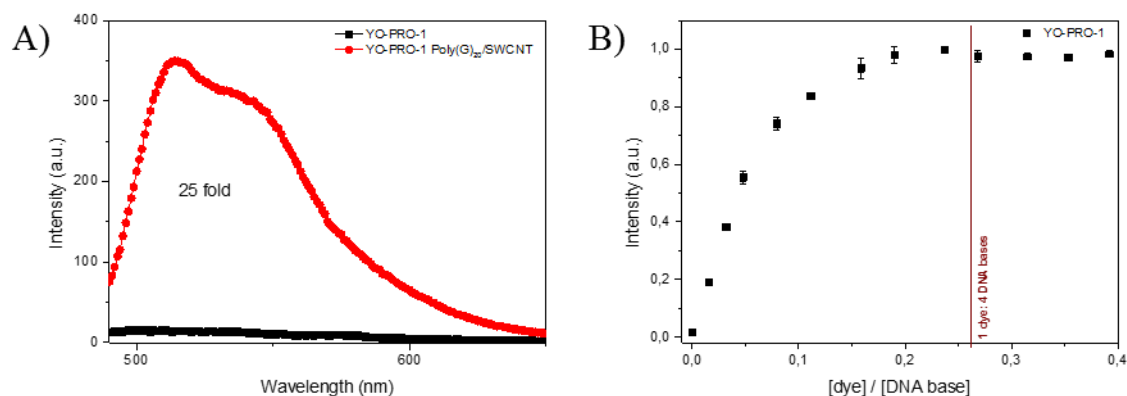 A)
400
300
200
100
0
Intensity (a.u.)
YO-PRO-1
YO-PRO-1 Poly(G)₂₀/SWCNT
25 fold
500
600
Wavelength (nm)
B)
1,0
0,8
0,6
0,4
0,2
0,0
Intensity (a.u.)
YO-PRO-1
1 dye: 4 DNA bases
0,0
0,1
0,2
0,3
0,4
[dye] / [DNA base]